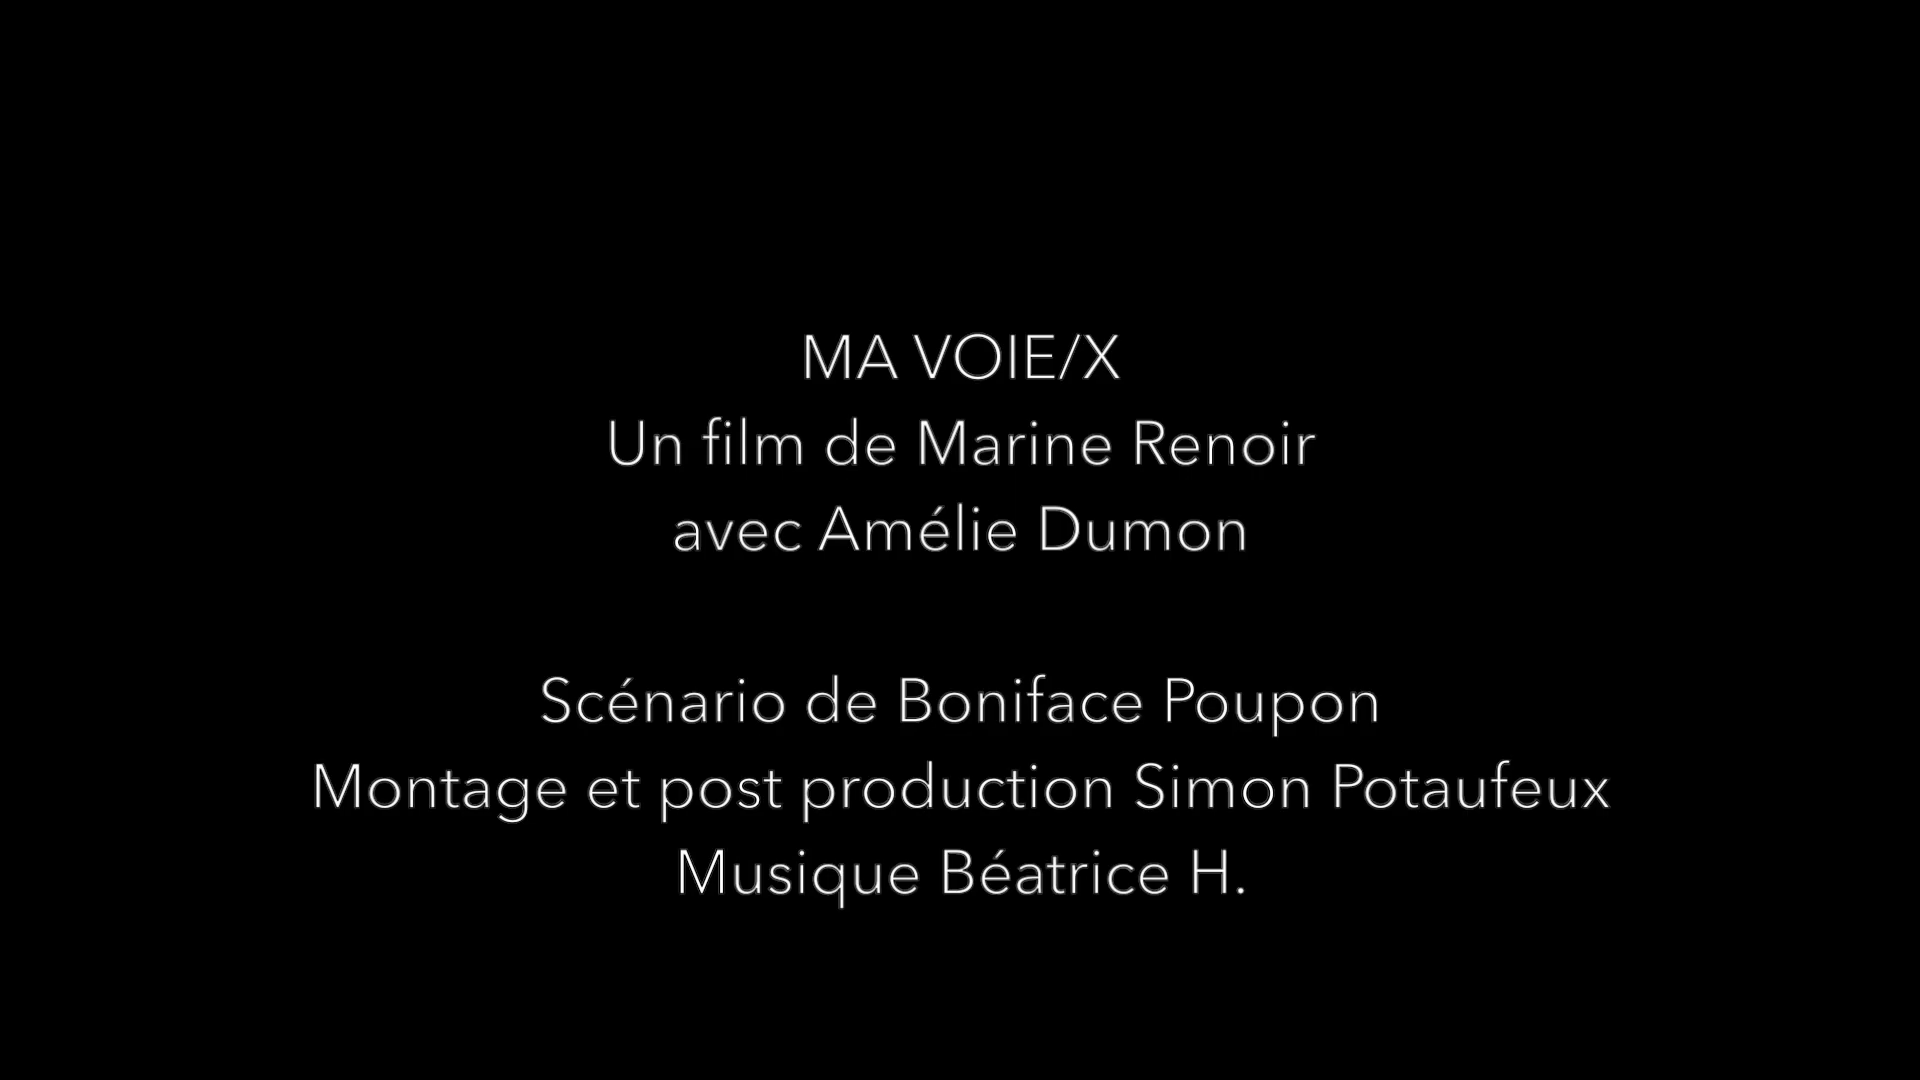 MA VOIE/X
Un film de Marine Renoir
avec Amélie Dumon
Scénario de Boniface Poupon
Montage et post production Simon Potaufeux
Musique Béatrice H.